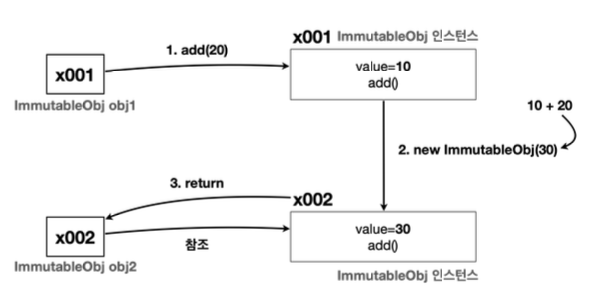 x001 ImmutableObj 인스턴스
1. add(20)
x001
value=10
add()
ImmutableObj obj1
10 + 20
2. new ImmutableObj(30)
3. return
x002
x002
참조
value=30
add()
ImmutableObj obj2
ImmutableObj 인스턴스